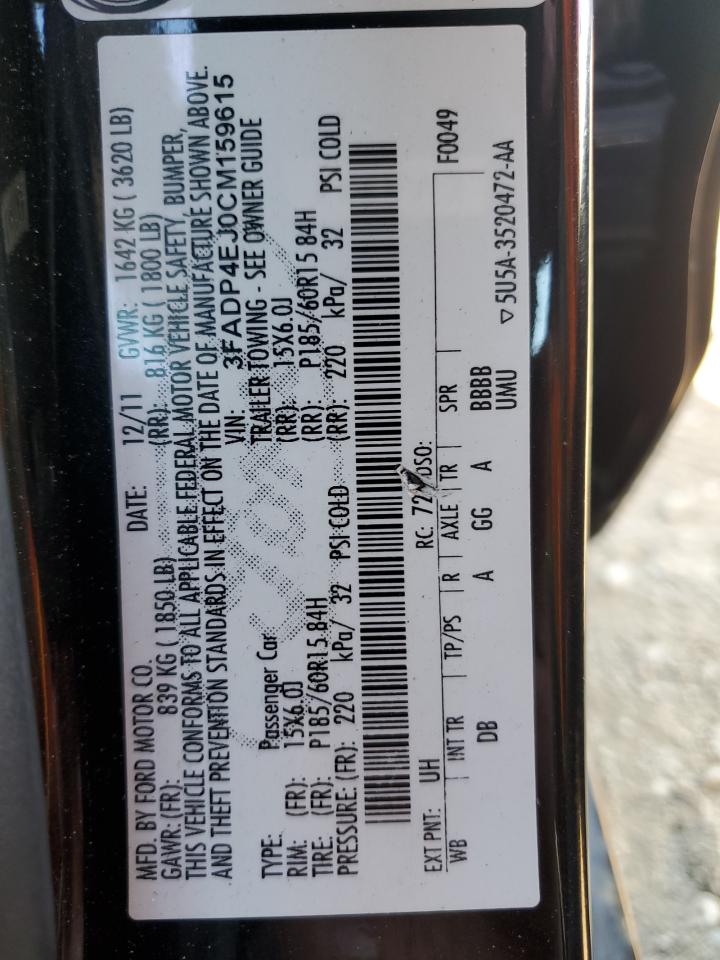 MFD. BY FORD MOTOR CO. DATE: 12/11 GVWR: 1642 KG ( 3620 LB)
GAWR: (FR): 839 KG ( 1850 LB) (RR): 816 KG ( 1800 LB)
THIS VEHICLE CONFORMS TO ALL APPLICABLE FEDERAL MOTOR VEHICLE SAFETY, BUMPER,
AND THEFT PREVENTION STANDARDS IN EFFECT ON THE DATE OF MANUFACTURE SHOWN ABOVE.
VIN: 3FADP4EJ0CM159615
TYPE: Passenger Car TRAILER TOWING - SEE OWNER GUIDE
RIM: (FR): 15X6.0J (RR): 15X6.0J
TIRE: (FR): P185/60R15 84H (RR): P185/60R15 84H
PRESSURE: (FR): 220 kPa/ 32 PSI COLD (RR): 220 kPa/ 32 PSI COLD
EXT PNT: UH RC: 72 DSO: F0049
WB INT TR TP/PS R AXLE TR SPR
DB A GG A BBBB
UMU
▽ 5U5A-3520472-AA